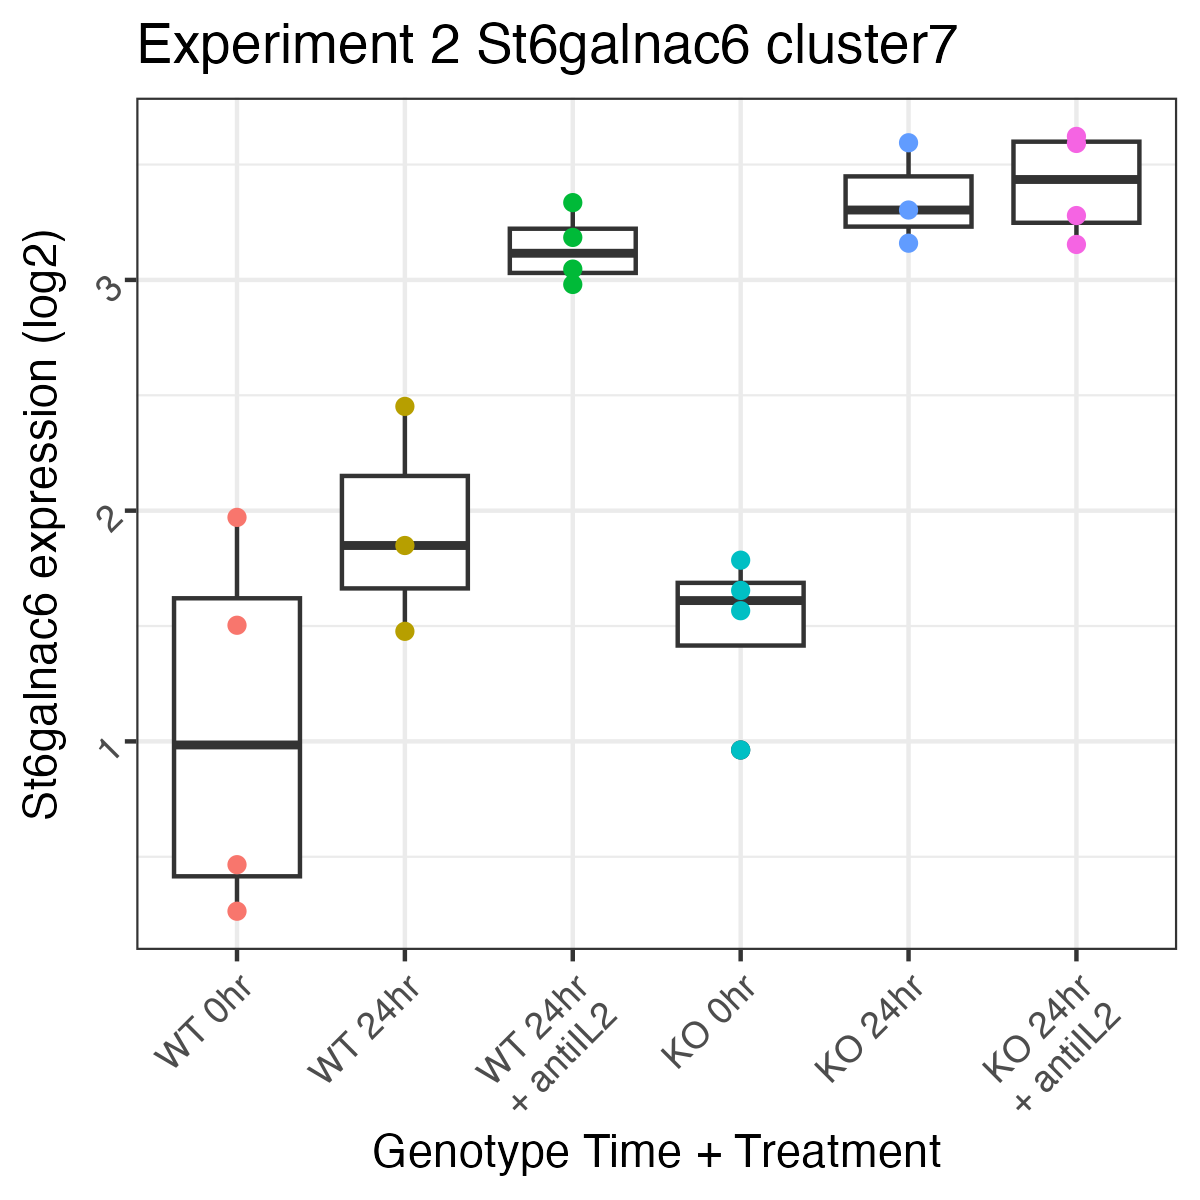 Experiment 2 St6galnac6 cluster7
St6galnac6 expression (log2)
3
2
1
WT 0hr
WT 24hr
WT 24hr
+ antiIL2
KO 0hr
KO 24hr
KO 24hr
+ antiIL2
Genotype Time + Treatment